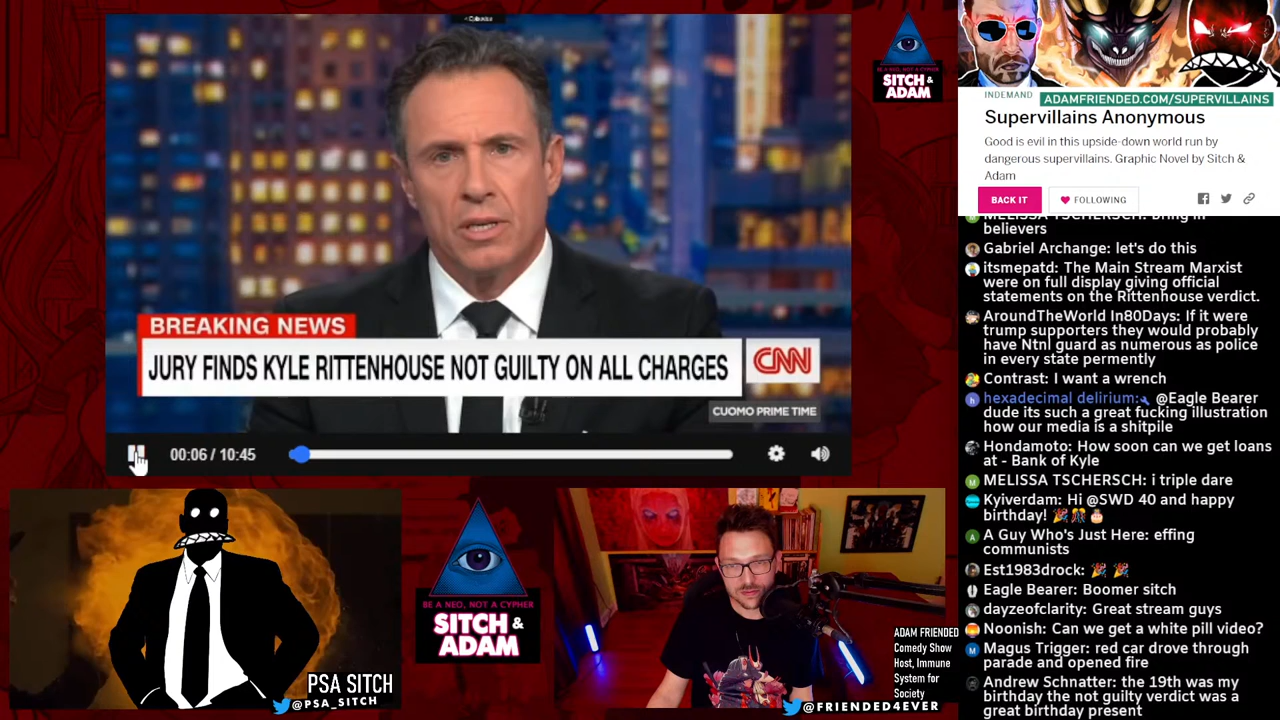 SITCH &
ADAM
BE A NEO, NOT A CYPHER
BREAKING NEWS
JURY FINDS KYLE RITTENHOUSE NOT GUILTY ON ALL CHARGES
CNN
CUOMO PRIME TIME
00:06 / 10:45
PSA SITCH
@PSA_SITCH
BE A NEO, NOT A CYPHER
SITCH &
ADAM
ADAM FRIENDED
Comedy Show
Host, Immune
System for
Society
@FRIENDED4EVER
INDEMAND
ADAMFRIENDED.COM/SUPERVILLAINS
Supervillains Anonymous
Good is evil in this upside-down world run by
dangerous supervillains. Graphic Novel by Sitch &
Adam
BACK IT
FOLLOWING
MELISSA TSCHERSCH: bring in
believers
Gabriel Archange: let's do this
itsmepatd: The Main Stream Marxist
were on full display giving official
statements on the Rittenhouse verdict.
AroundTheWorld In80Days: If it were
trump supporters they would probably
have Ntnl guard as numerous as police
in every state permently
Contrast: I want a wrench
hexadecimal delirium: @Eagle Bearer
dude its such a great fucking illustration
how our media is a shitpile
Hondamoto: How soon can we get loans
at - Bank of Kyle
MELISSA TSCHERSCH: i triple dare
Kyiverdam: Hi @SWD 40 and happy
birthday! 🎉🎊🎂
A Guy Who's Just Here: effing
communists
Est1983drock: 🎉 🎉
Eagle Bearer: Boomer sitch
dayzeofclarity: Great stream guys
Noonish: Can we get a white pill video?
Magus Trigger: red car drove through
parade and opened fire
Andrew Schnatter: the 19th was my
birthday the not guilty verdict was a
great birthday present